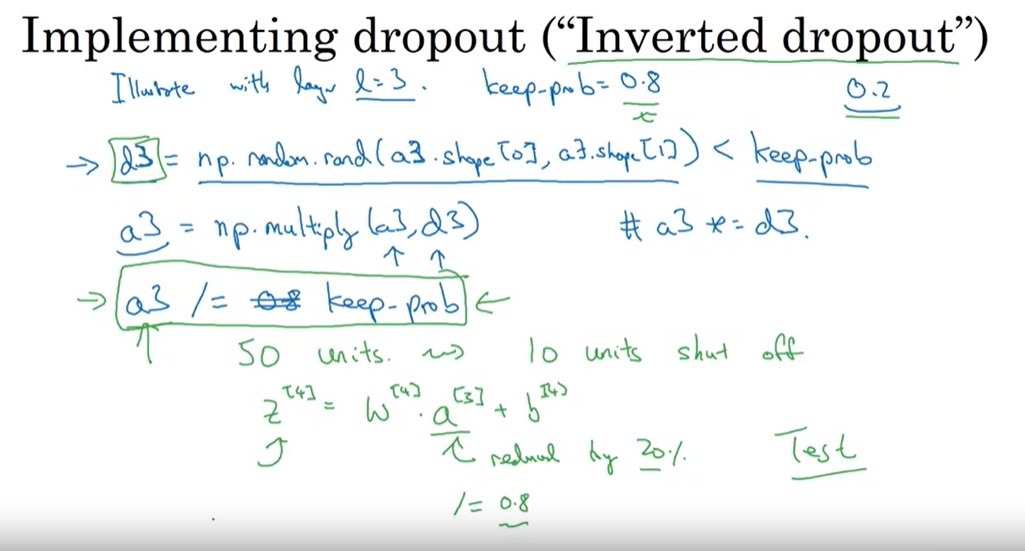 Implementing dropout (“Inverted dropout”)
Illustrate with layer l=3. keep-prob= 0.8 0.2
→ d3 = np.random.rand(a3.shape[0], a3.shape[1]) < keep-prob
a3 = np.multiply(a3, d3) # a3 *= d3.
→ a3 /= 0.8 keep-prob ←
50 units. ⇝ 10 units shut off
z^[4] = W^[4] · a^[3] + b^[4]
reduced by 20%. Test
/= 0.8